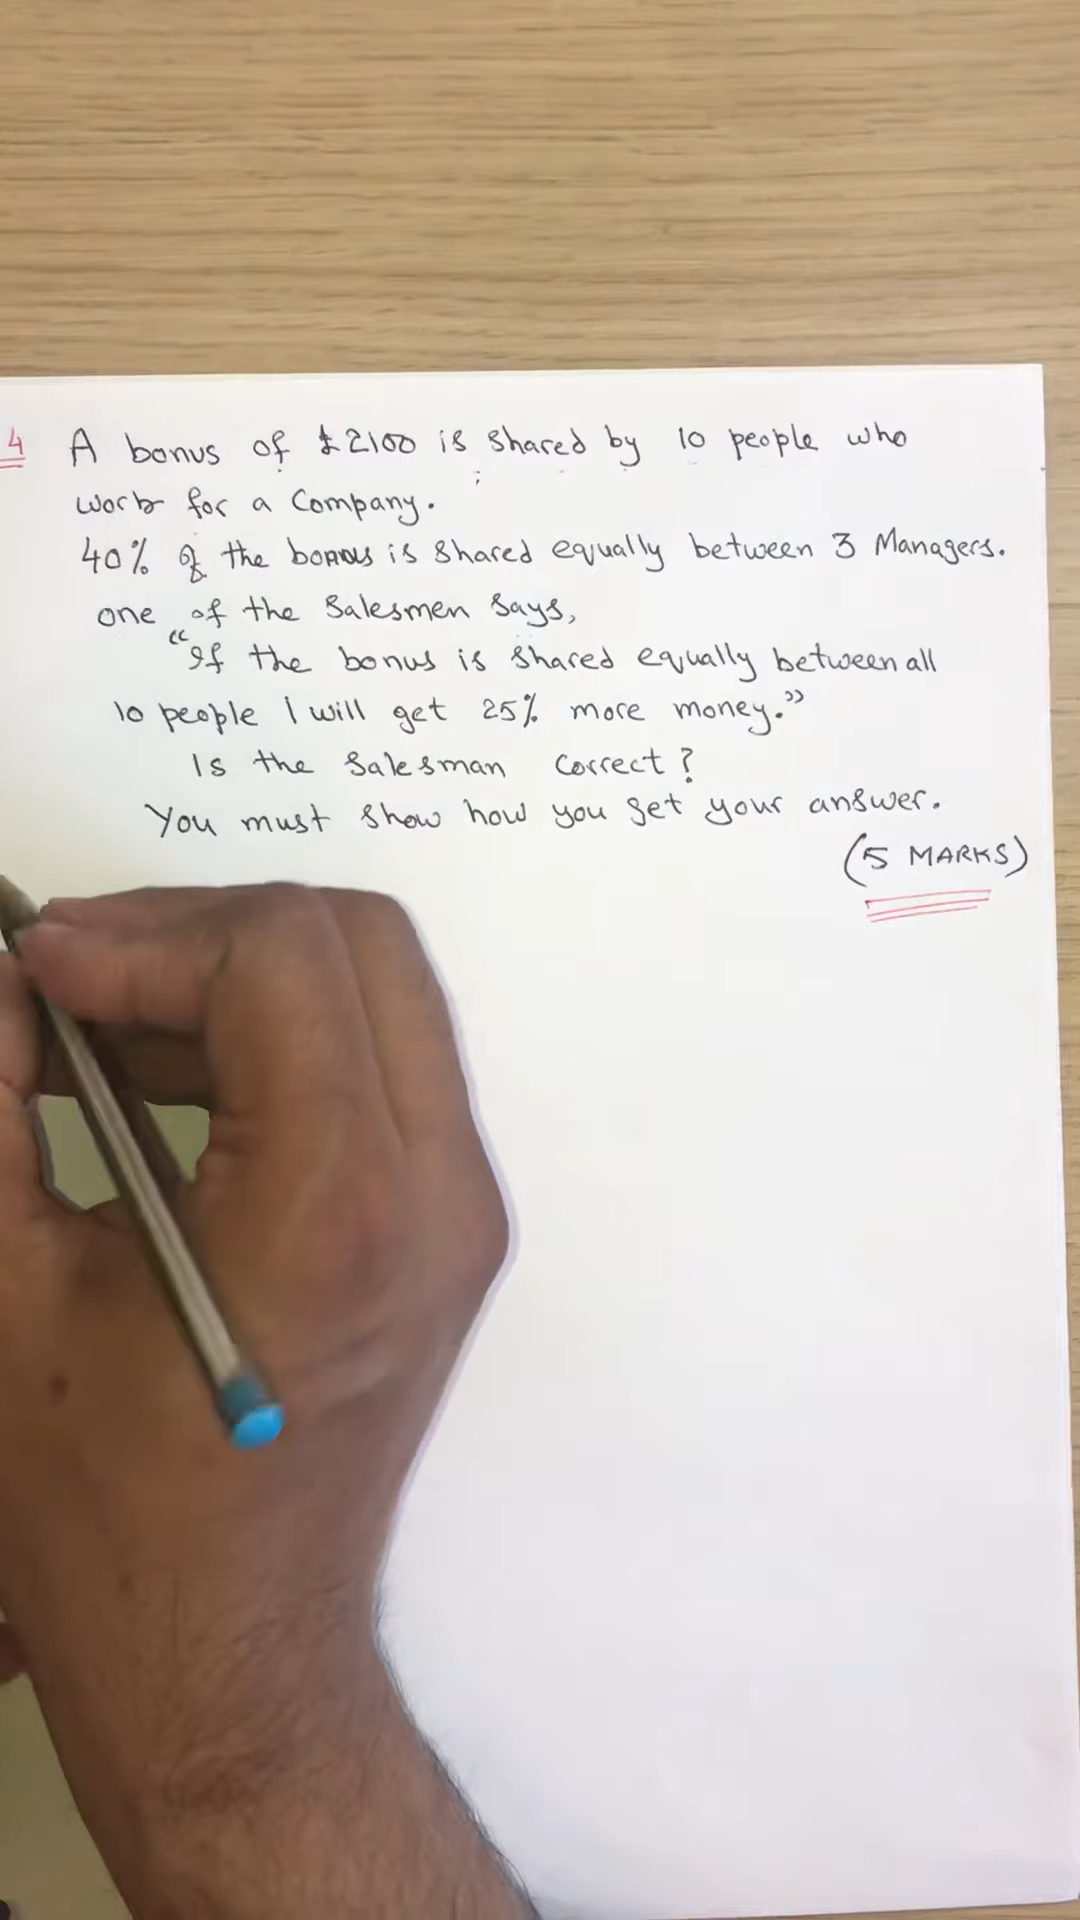 4 A bonus of £2100 is shared by 10 people who
work for a Company.
40% of the bonus is shared equally between 3 Managers.
one of the Salesmen Says,
"If the bonus is shared equally between all
10 people I will get 25% more money."
Is the Salesman Correct?
You must show how you get your answer.
(5 MARKS)